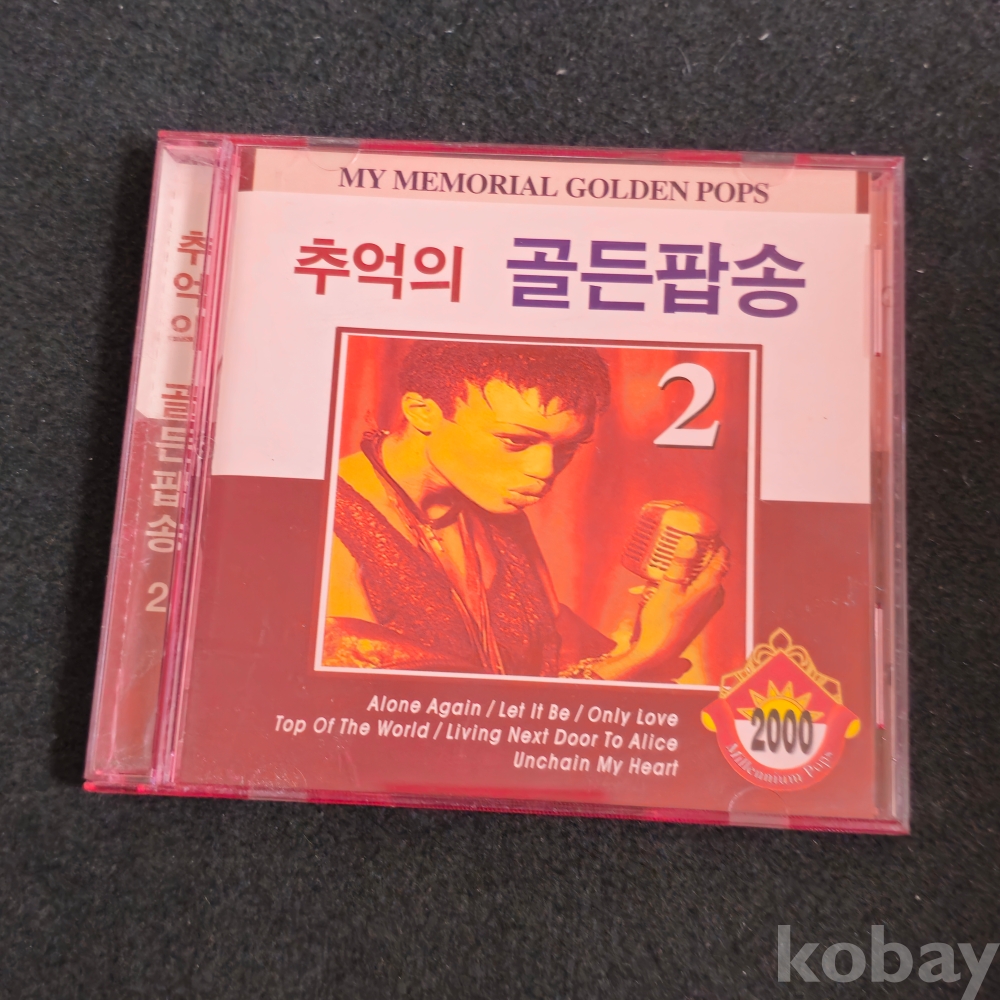 MY MEMORIAL GOLDEN POPS
추억의 골든팝송
2
Alone Again / Let It Be / Only Love
Top Of The World / Living Next Door To Alice
Unchain My Heart
2000
Millennium Pops
추억의 골든팝송 2
kobay